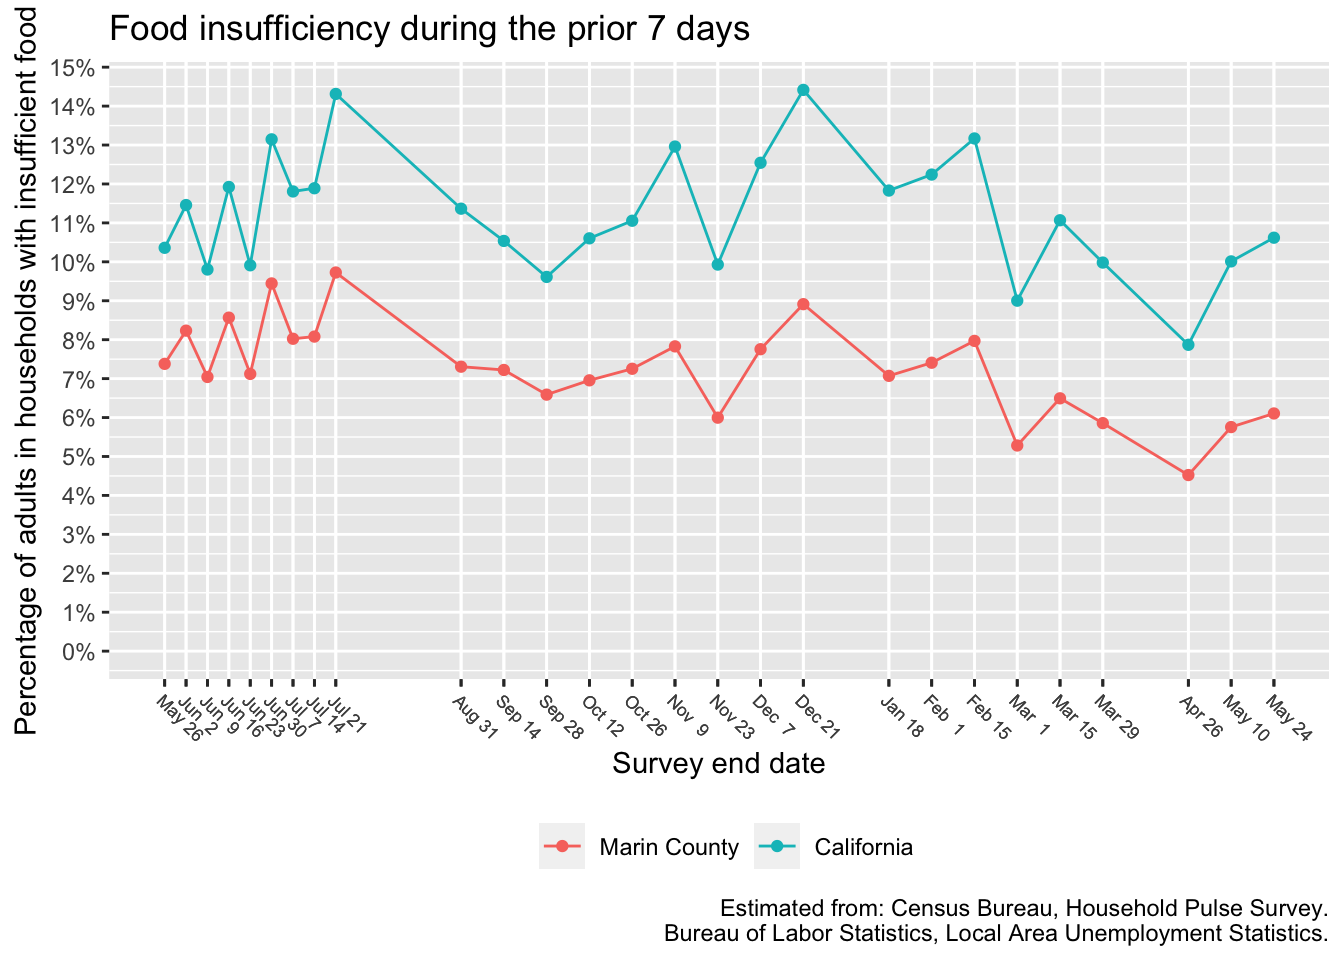 Food insufficiency during the prior 7 days
Percentage of adults in households with insufficient food
15%
14%
13%
12%
11%
10%
9%
8%
7%
6%
5%
4%
3%
2%
1%
0%
May 26
Jun 2
Jun 9
Jun 16
Jun 23
Jun 30
Jul 7
Jul 14
Jul 21
Aug 31
Sep 14
Sep 28
Oct 12
Oct 26
Nov 9
Nov 23
Dec 7
Dec 21
Jan 18
Feb 1
Feb 15
Mar 1
Mar 15
Mar 29
Apr 26
May 10
May 24
Survey end date
Marin County
California
Estimated from: Census Bureau, Household Pulse Survey.
Bureau of Labor Statistics, Local Area Unemployment Statistics.